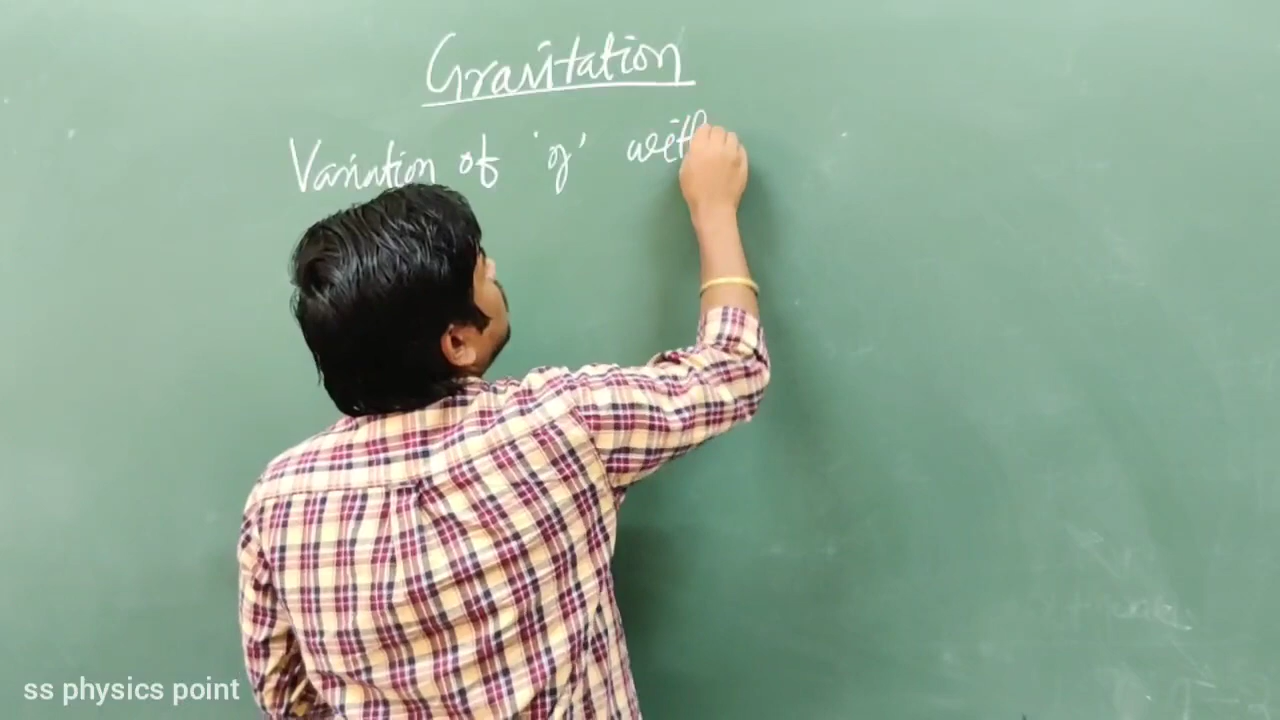 Gravitation
Variation of 'g' with
ss physics point